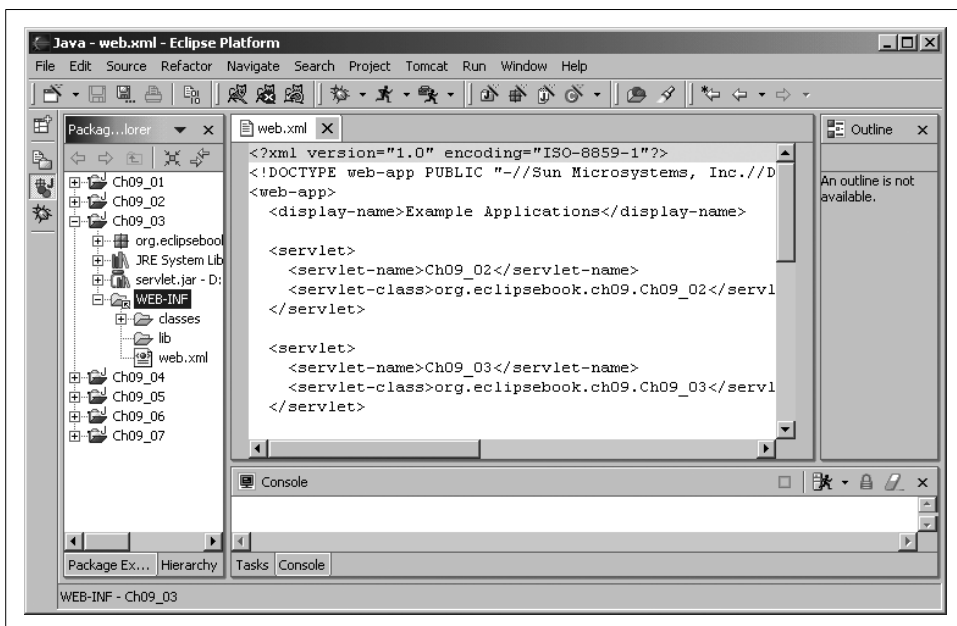 Java - web.xml - Eclipse Platform
File Edit Source Refactor Navigate Search Project Tomcat Run Window Help
Packag...lorer
web.xml
Outline
Ch09_01
Ch09_02
Ch09_03
org.eclipsebool
JRE System Lib
servlet.jar - D:
WEB-INF
classes
lib
web.xml
Ch09_04
Ch09_05
Ch09_06
Ch09_07
<?xml version="1.0" encoding="ISO-8859-1"?>
<!DOCTYPE web-app PUBLIC "-//Sun Microsystems, Inc.//D
<web-app>
<display-name>Example Applications</display-name>
<servlet>
<servlet-name>Ch09_02</servlet-name>
<servlet-class>org.eclipsebook.ch09.Ch09_02</servl
</servlet>
<servlet>
<servlet-name>Ch09_03</servlet-name>
<servlet-class>org.eclipsebook.ch09.Ch09_03</servl
</servlet>
An outline is not
available.
Console
Package Ex... Hierarchy
Tasks Console
WEB-INF - Ch09_03